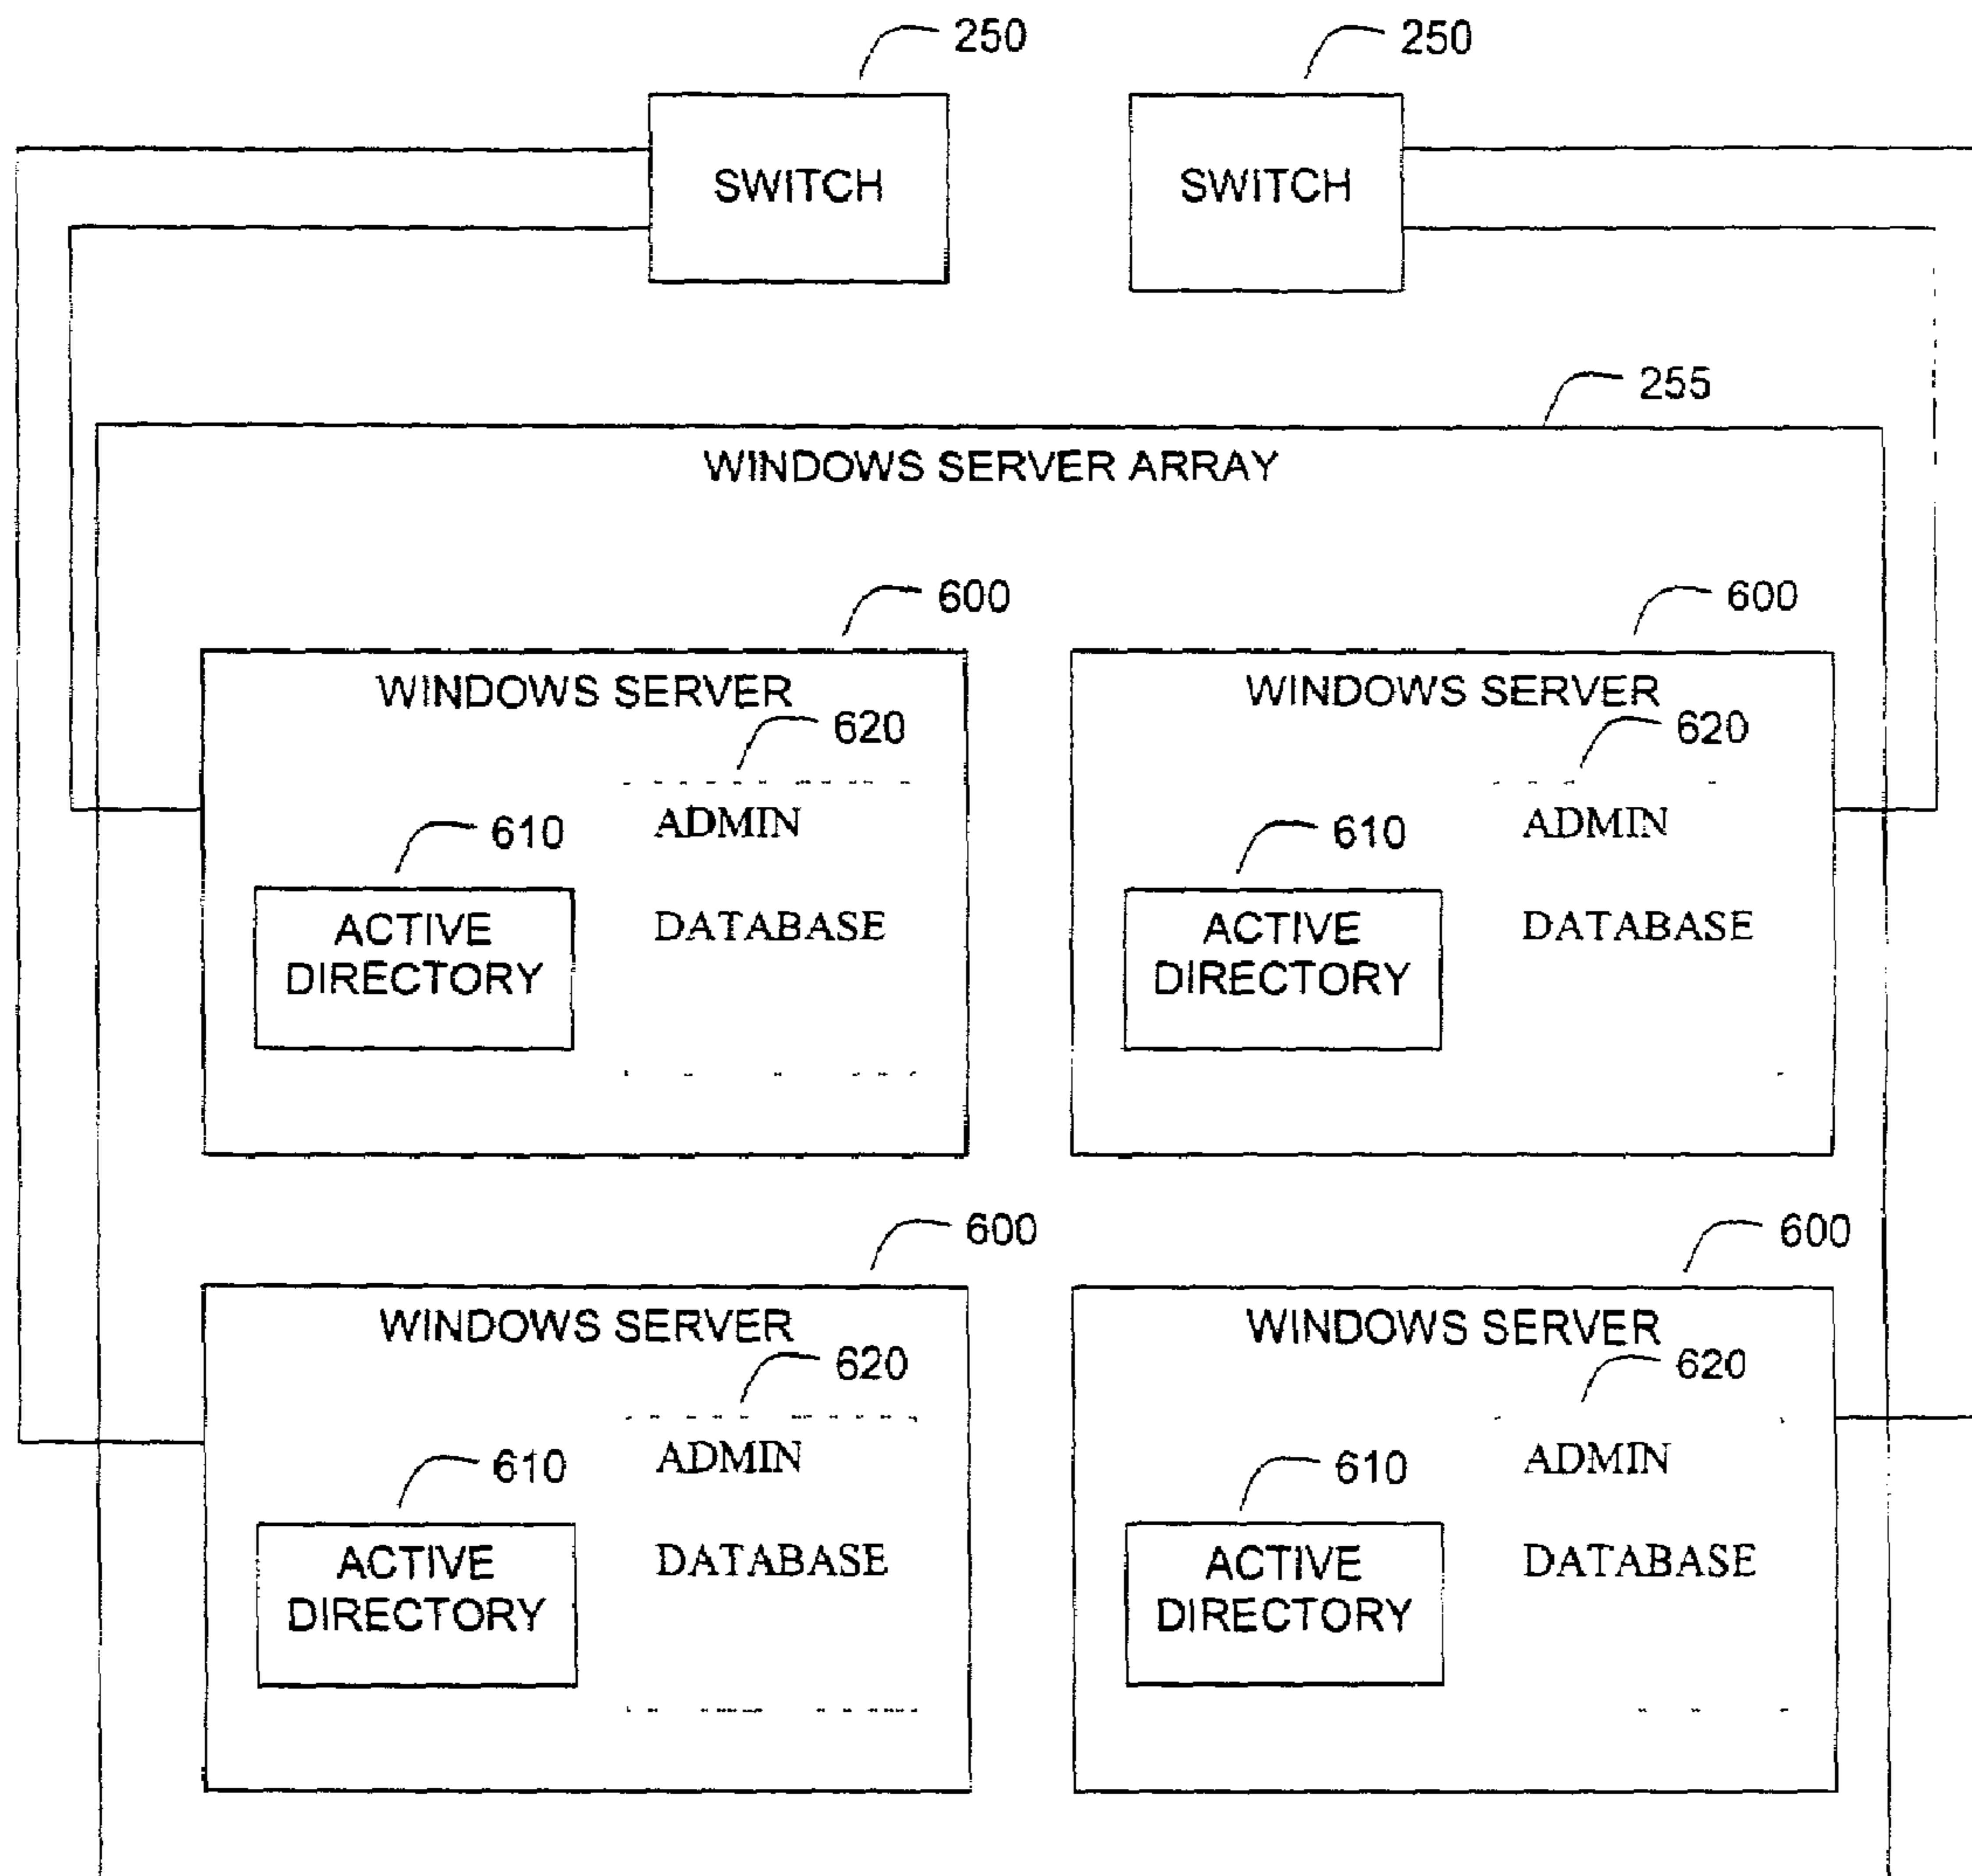 250
250
SWITCH
SWITCH
255
WINDOWS SERVER ARRAY
600
600
WINDOWS SERVER
WINDOWS SERVER
620
620
ADMIN
ADMIN
610
610
ACTIVE
DIRECTORY
DATABASE
ACTIVE
DIRECTORY
DATABASE
600
600
WINDOWS SERVER
WINDOWS SERVER
620
620
ADMIN
ADMIN
610
610
ACTIVE
DIRECTORY
DATABASE
ACTIVE
DIRECTORY
DATABASE